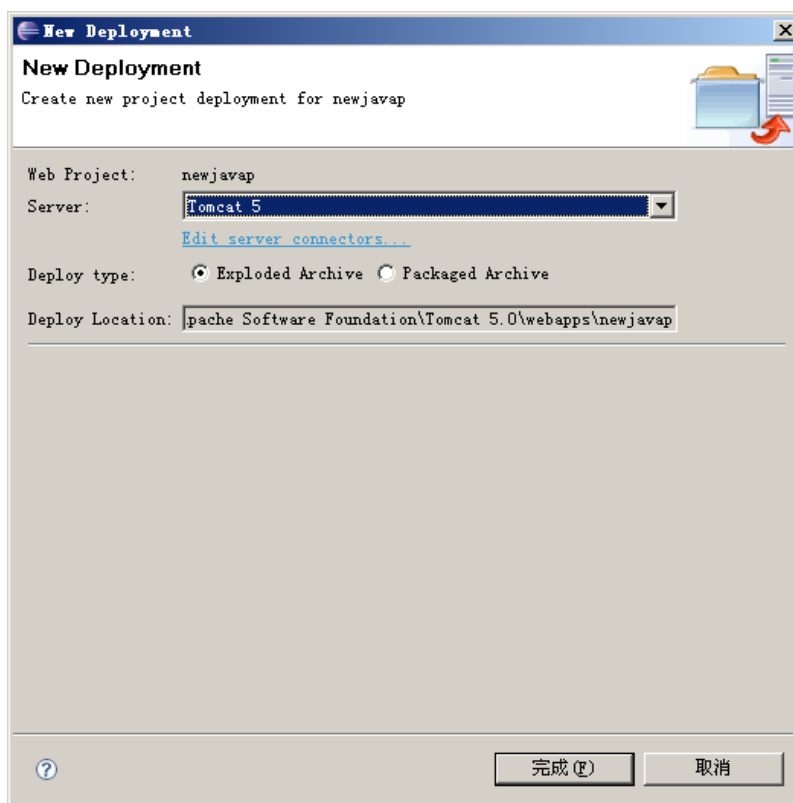 New Deployment
New Deployment
Create new project deployment for newjavap
Web Project: newjavap
Server: Tomcat 5
Edit server connectors...
Deploy type: Exploded Archive Packaged Archive
Deploy Location: pache Software Foundation\Tomcat 5.0\webapps\newjavap
完成(F) 取消